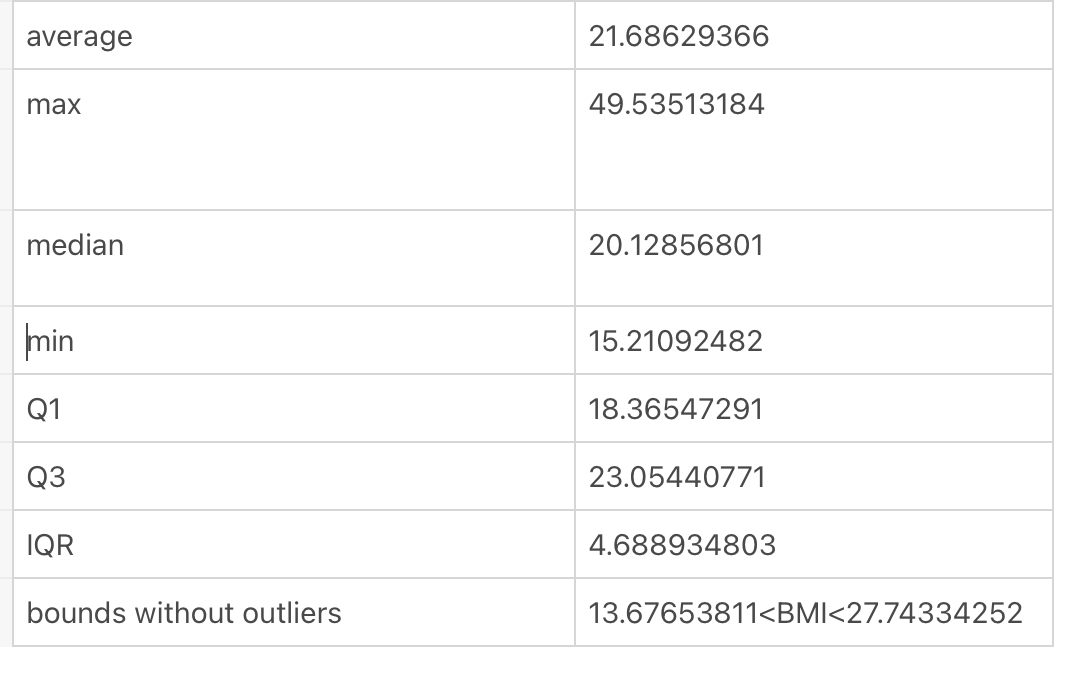 average 21.68629366
max 49.53513184
median 20.12856801
min 15.21092482
Q1 18.36547291
Q3 23.05440771
IQR 4.688934803
bounds without outliers 13.67653811<BMI<27.74334252